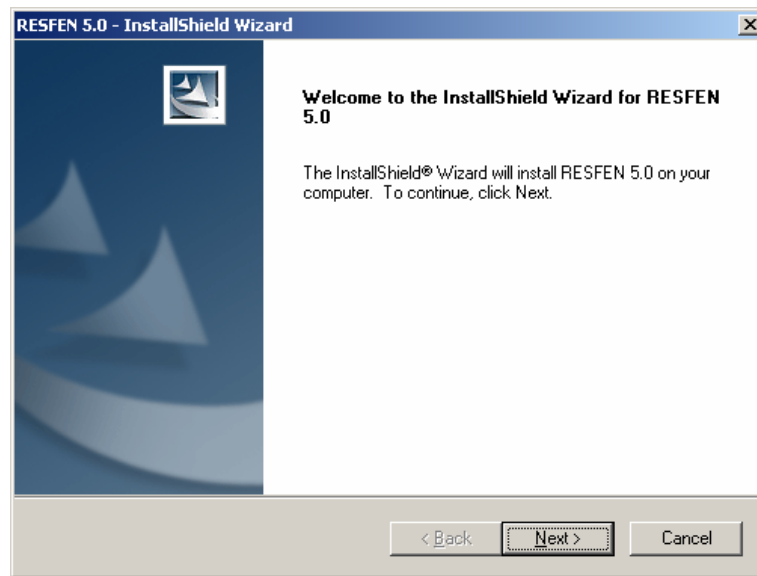 RESFEN 5.0 - InstallShield Wizard
Welcome to the InstallShield Wizard for RESFEN
5.0
The InstallShield® Wizard will install RESFEN 5.0 on your
computer. To continue, click Next.
< Back Next > Cancel